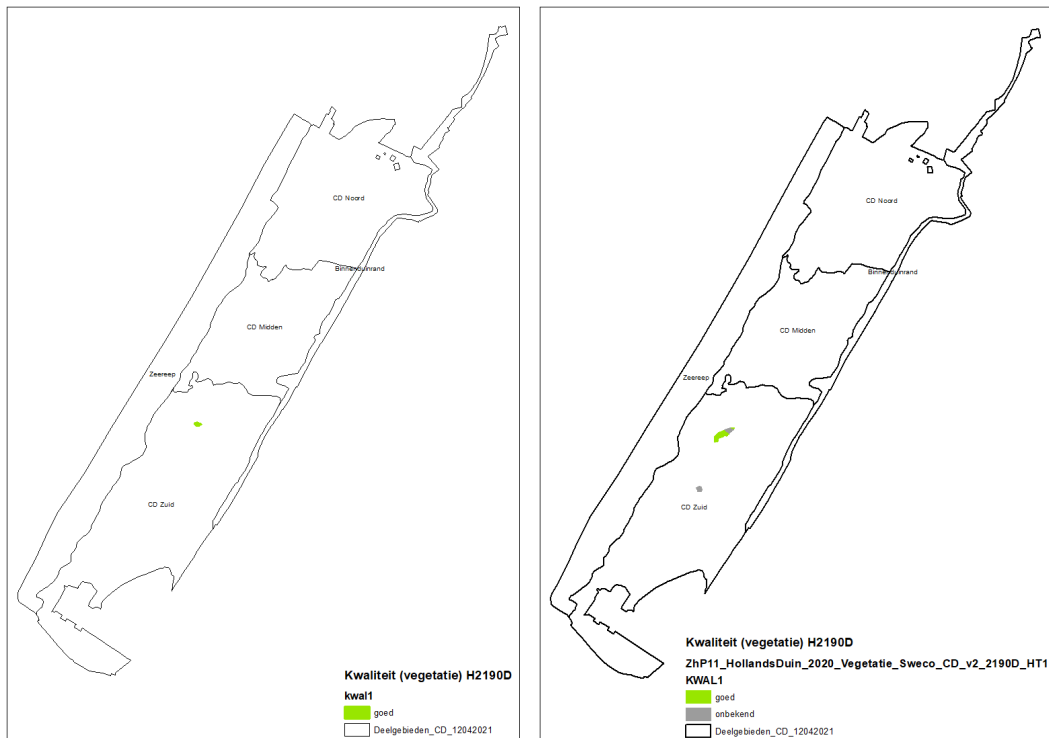 CD Noord
Binnenduinrand
CD Midden
Zeereep
CD Zuid
Kwaliteit (vegetatie) H2190D
kwal1
goed
Deelgebieden_CD_12042021
CD Noord
Binnenduinrand
CD Midden
Zeereep
CD Zuid
Kwaliteit (vegetatie) H2190D
ZhP11_HollandsDuin_2020_Vegetatie_Sweco_CD_v2_2190D_HT1
KWAL1
goed
onbekend
Deelgebieden_CD_12042021